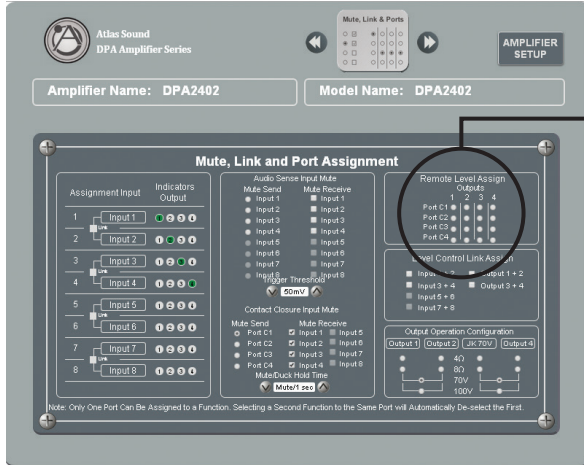 Atlas Sound
DPA Amplifier Series
Mute, Link & Ports
AMPLIFIER
SETUP
Amplifier Name: DPA2402
Model Name: DPA2402
Mute, Link and Port Assignment
Assignment Input
Indicators
Output
1 Input 1 1 2 3 4
Link
2 Input 2 1 2 3 4
3 Input 3 1 2 3 4
Link
4 Input 4 1 2 3 4
5 Input 5 1 2 3 4
Link
6 Input 6 1 2 3 4
7 Input 7 1 2 3 4
Link
8 Input 8 1 2 3 4
Audio Sense Input Mute
Mute Send Mute Receive
Input 1 Input 1
Input 2 Input 2
Input 3 Input 3
Input 4 Input 4
Input 5 Input 5
Input 6 Input 6
Input 7 Input 7
Input 8 Input 8
Trigger Threshold
50mV
Contact Closure Input Mute
Mute Send Mute Receive
Port C1 Input 1 Input 5
Port C2 Input 2 Input 6
Port C3 Input 3 Input 7
Port C4 Input 4 Input 8
Mute/Duck Hold Time
Mute/1 sec
Remote Level Assign
Outputs
1 2 3 4
Port C1
Port C2
Port C3
Port C4
Level Control Link Assign
Input 1 + 2 Output 1 + 2
Input 3 + 4 Output 3 + 4
Input 5 + 6
Input 7 + 8
Output Operation Configuration
Output 1 Output 2 JK 70V Output 4
4Ω
8Ω
70V
100V
Note: Only One Port Can Be Assigned to a Function. Selecting a Second Function to the Same Port will Automatically De-select the First.